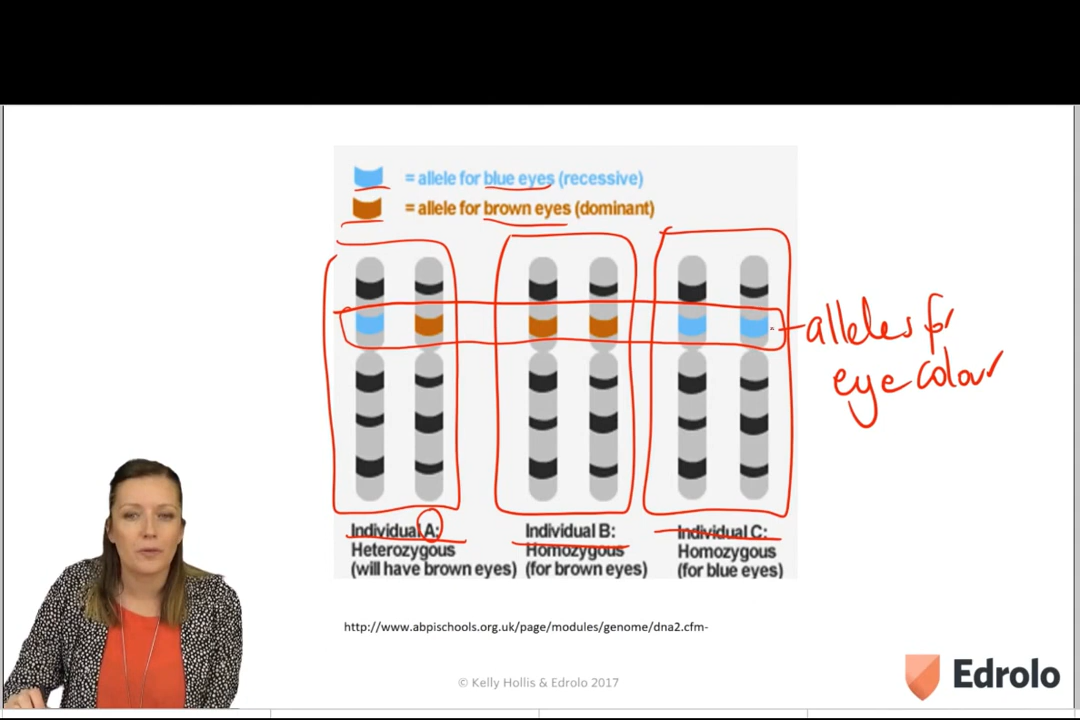 = allele for blue eyes (recessive)
= allele for brown eyes (dominant)
alleles for
eye colour
Individual A:
Heterozygous
(will have brown eyes)
Individual B:
Homozygous
(for brown eyes)
Individual C:
Homozygous
(for blue eyes)
http://www.abpischools.org.uk/page/modules/genome/dna2.cfm-
© Kelly Hollis & Edrolo 2017
Edrolo